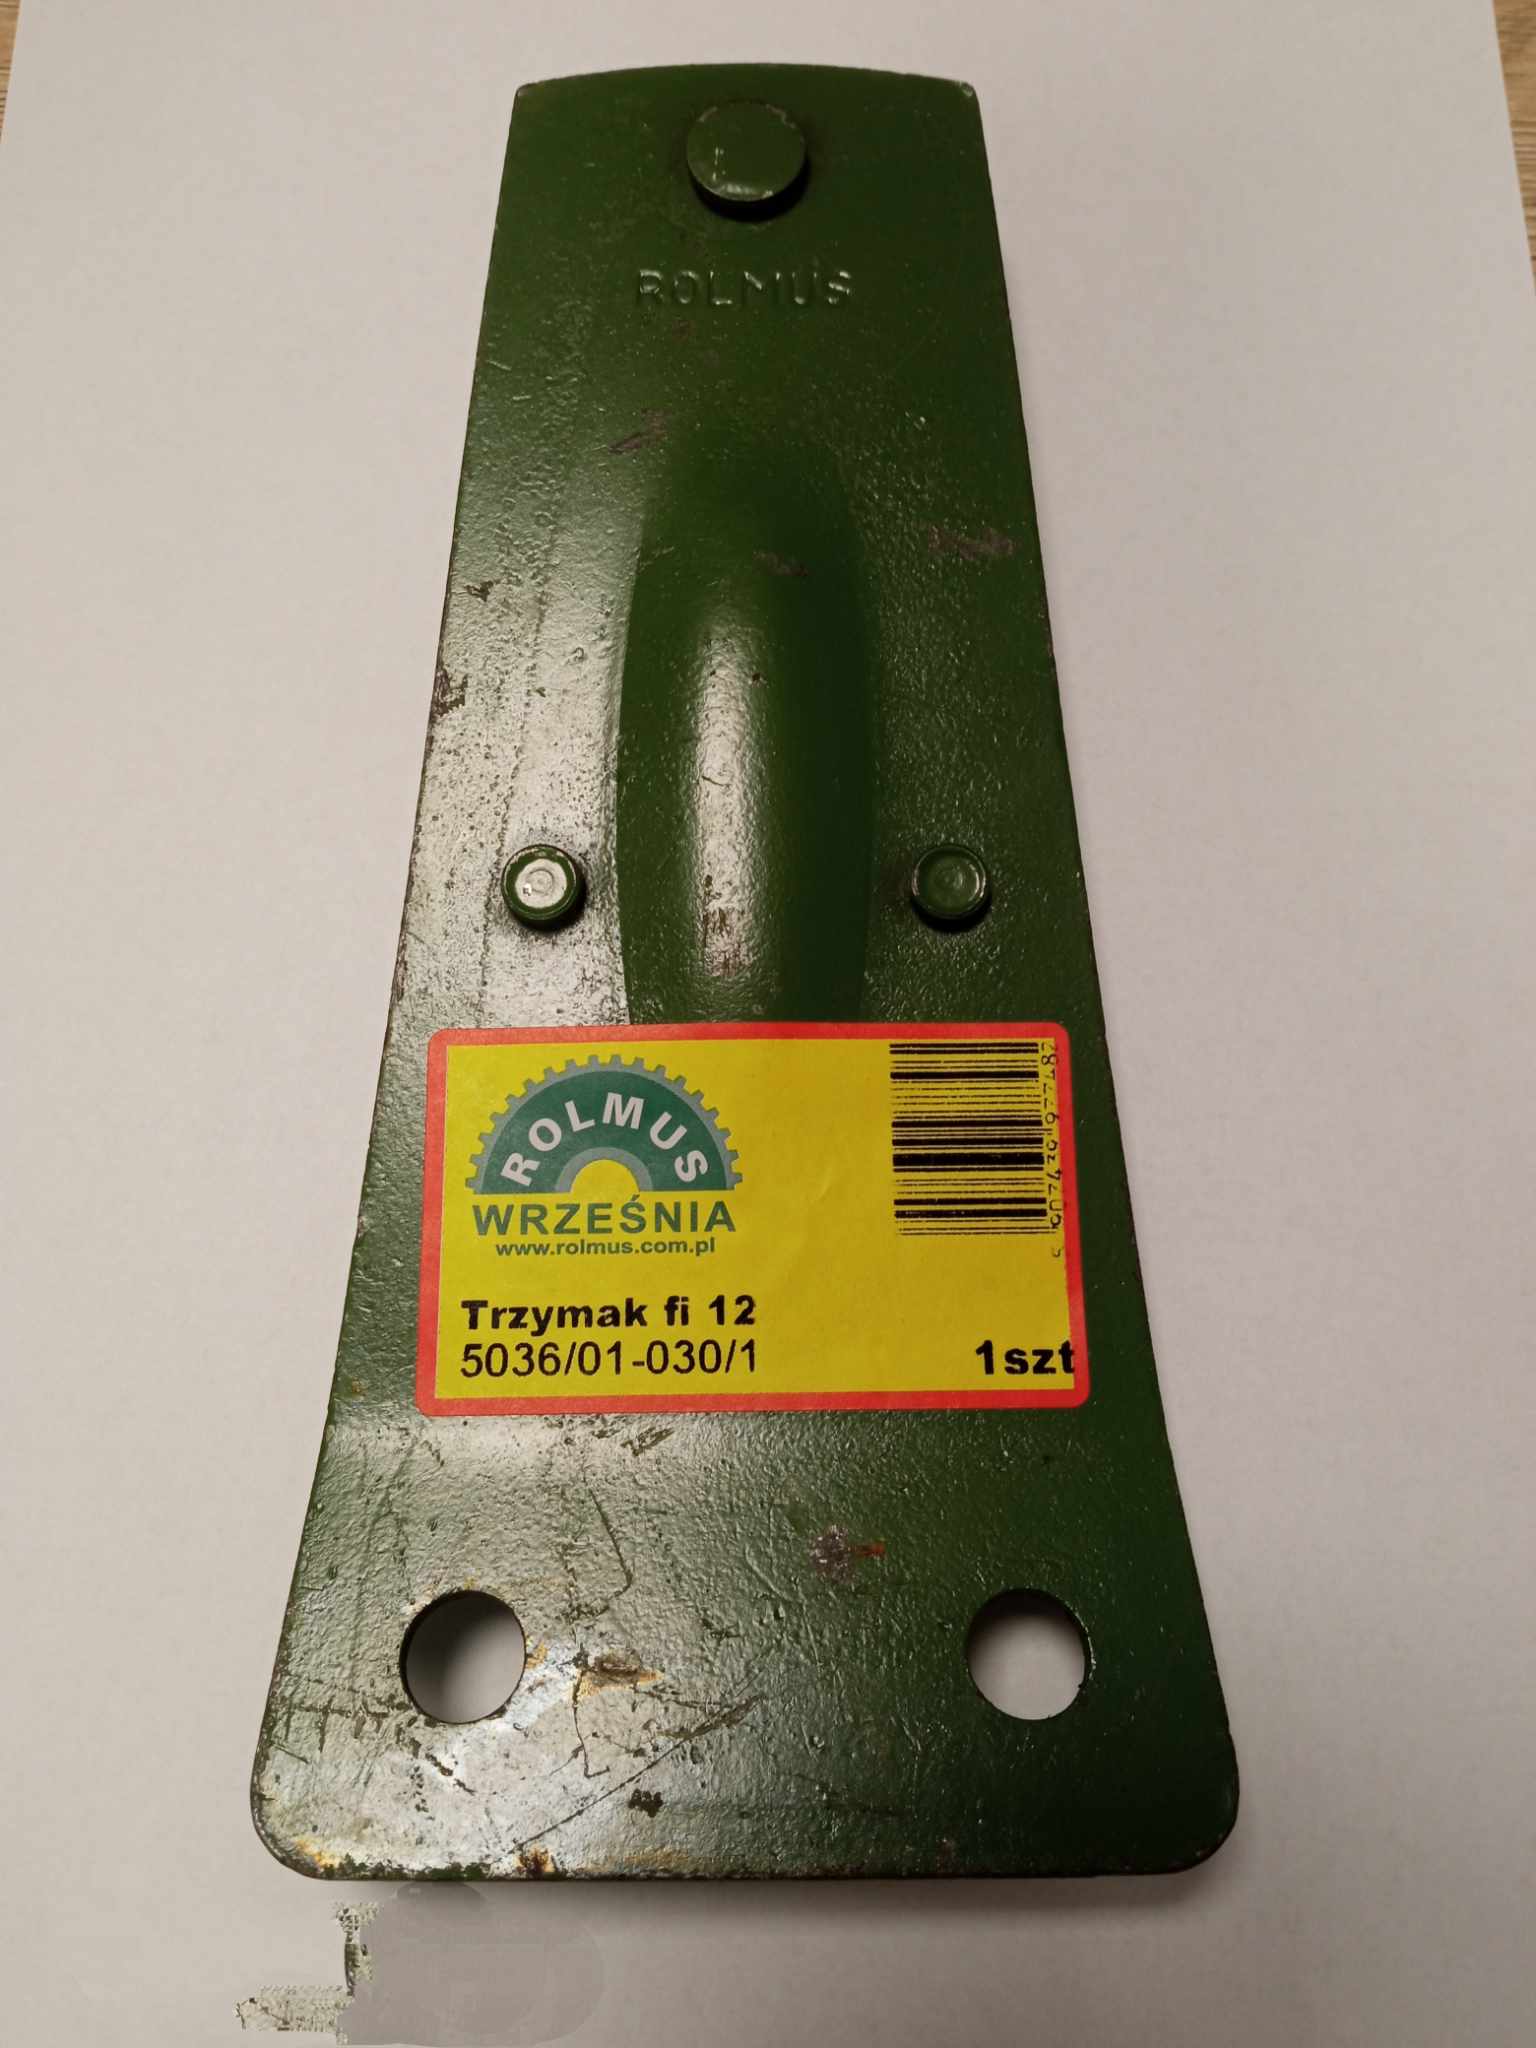 ROLMUS
ROLMUS
WRZEŚNIA
www.rolmus.com.pl
Trzymak fi 12
5036/01-030/1
1szt